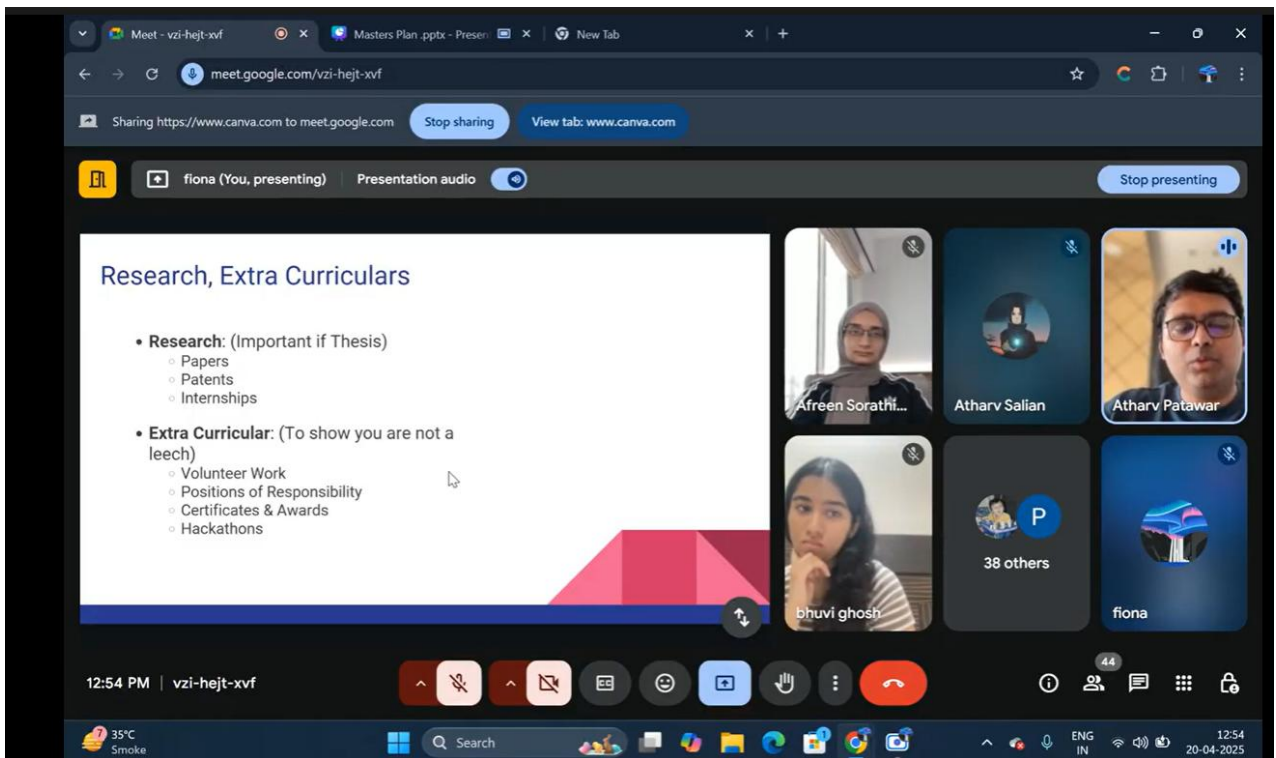 Meet - vzi-hejt-xvf
Masters Plan .pptx - Presen
New Tab
meet.google.com/vzi-hejt-xvf
Sharing https://www.canva.com to meet.google.com
Stop sharing
View tab: www.canva.com
fiona (You, presenting)
Presentation audio
Stop presenting
Research, Extra Curriculars
• Research: (Important if Thesis)
○ Papers
○ Patents
○ Internships
• Extra Curricular: (To show you are not a
leech)
○ Volunteer Work
○ Positions of Responsibility
○ Certificates & Awards
○ Hackathons
Afreen Sorathi...
Atharv Salian
Atharv Patawar
bhuvi ghosh
P
38 others
fiona
12:54 PM | vzi-hejt-xvf
CC
44
7
35°C
Smoke
Search
1
ENG
IN
12:54
20-04-2025